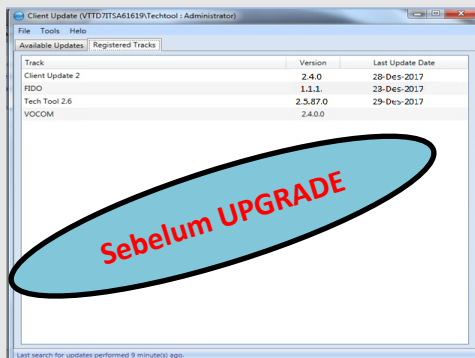 Client Update (VTTD7ITSA61619\Techtool : Administrator)
File Tools Help
Available Updates Registered Tracks
Track Version Last Update Date
Client Update 2 2.4.0 28-Des-2017
FIDO 1.1.1. 23-Des-2017
Tech Tool 2.6 2.5.87.0 29-Des-2017
VOCOM 2.4.0.0
Sebelum UPGRADE
Last search for updates performed 9 minute(s) ago.